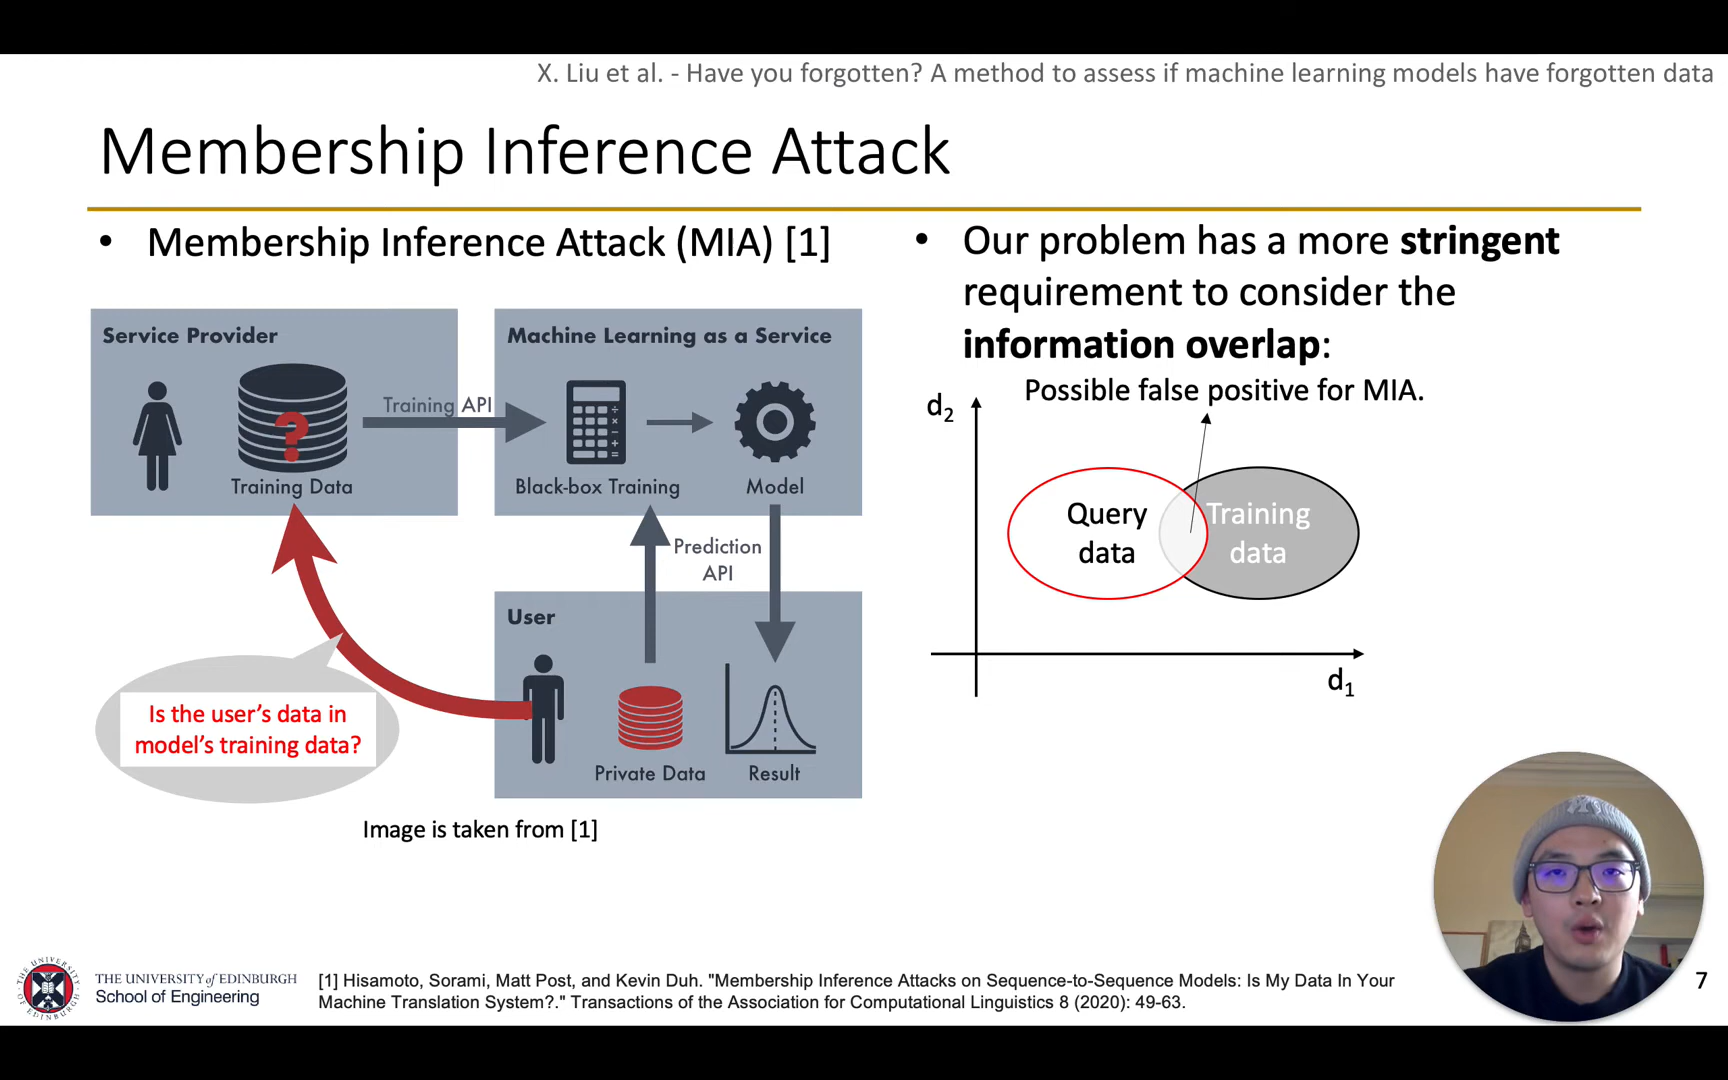 X. Liu et al. - Have you forgotten? A method to assess if machine learning models have forgotten data
Membership Inference Attack
• Membership Inference Attack (MIA) [1]
Service Provider
Training Data
?
Training API
Machine Learning as a Service
Black-box Training
Model
Prediction
API
User
Private Data
Result
Is the user's data in
model's training data?
Image is taken from [1]
• Our problem has a more stringent
requirement to consider the
information overlap:
Possible false positive for MIA.
d₂
Query
data
Training
data
d₁
THE UNIVERSITY of EDINBURGH
School of Engineering
[1] Hisamoto, Sorami, Matt Post, and Kevin Duh. "Membership Inference Attacks on Sequence-to-Sequence Models: Is My Data In Your
Machine Translation System?." Transactions of the Association for Computational Linguistics 8 (2020): 49-63.
7